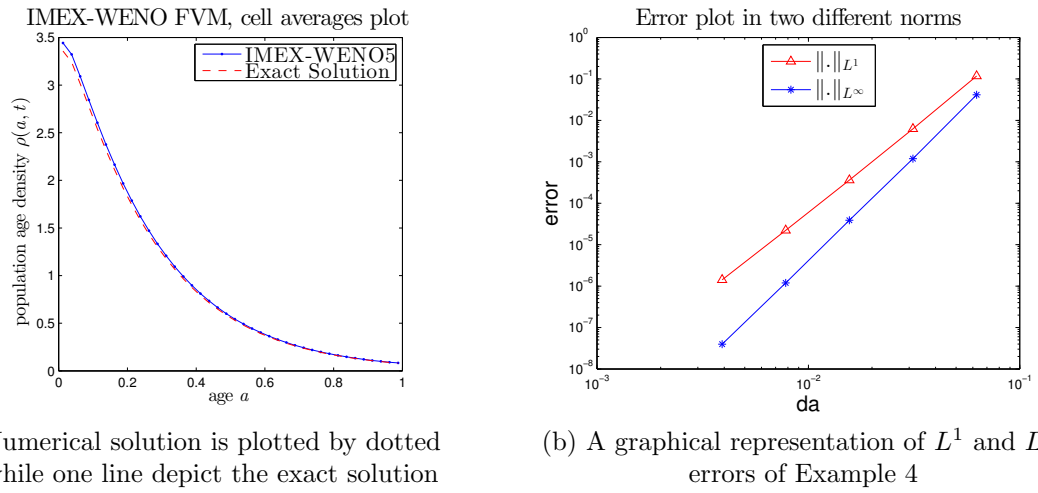 IMEX-WENO FVM, cell averages plot
3.5
3
2.5
2
1.5
1
0.5
0
0 0.2 0.4 0.6 0.8 1
population age density ρ(a, t)
age a
IMEX-WENO5
Exact Solution
umerical solution is plotted by dotted
while one line depict the exact solution
Error plot in two different norms
10^0
10^−1
10^−2
10^−3
10^−4
10^−5
10^−6
10^−7
10^−8
10^−3 10^−2 10^−1
error
da
‖.‖_{L^1}
‖.‖_{L^∞}
(b) A graphical representation of L^1 and L
errors of Example 4